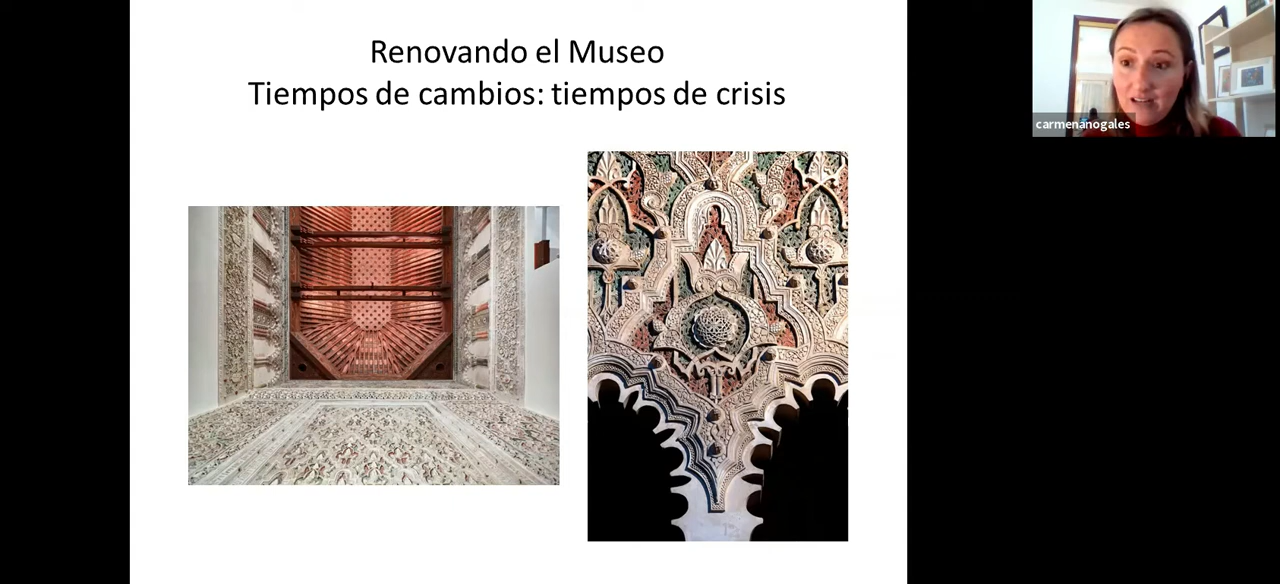 Renovando el Museo
Tiempos de cambios: tiempos de crisis
carmenanogales